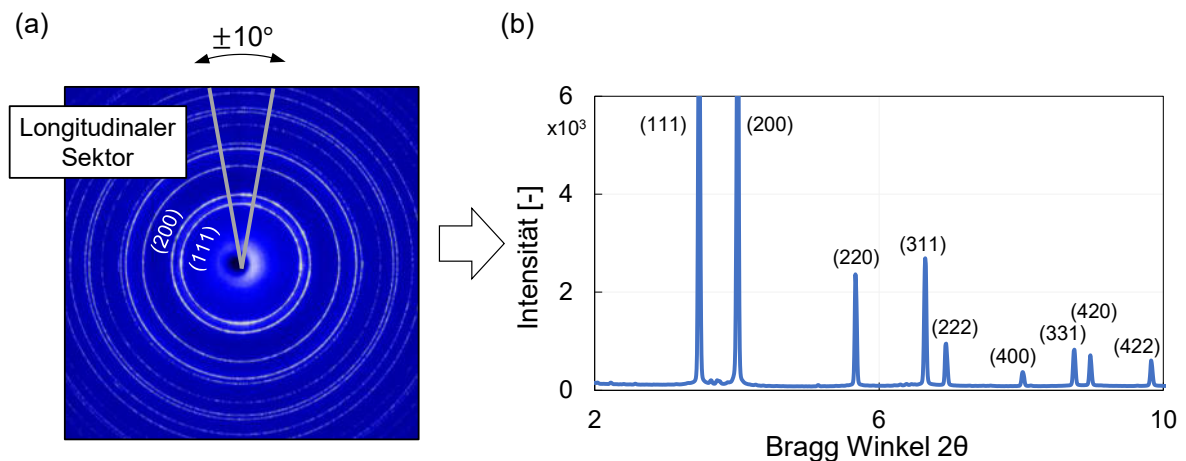 (a)
±10°
Longitudinaler
Sektor
(200)
(111)
(b)
6
x10³
4
2
0
Intensität [-]
(111)
(200)
(220)
(311)
(222)
(400)
(331)
(420)
(422)
2
6
10
Bragg Winkel 2θ